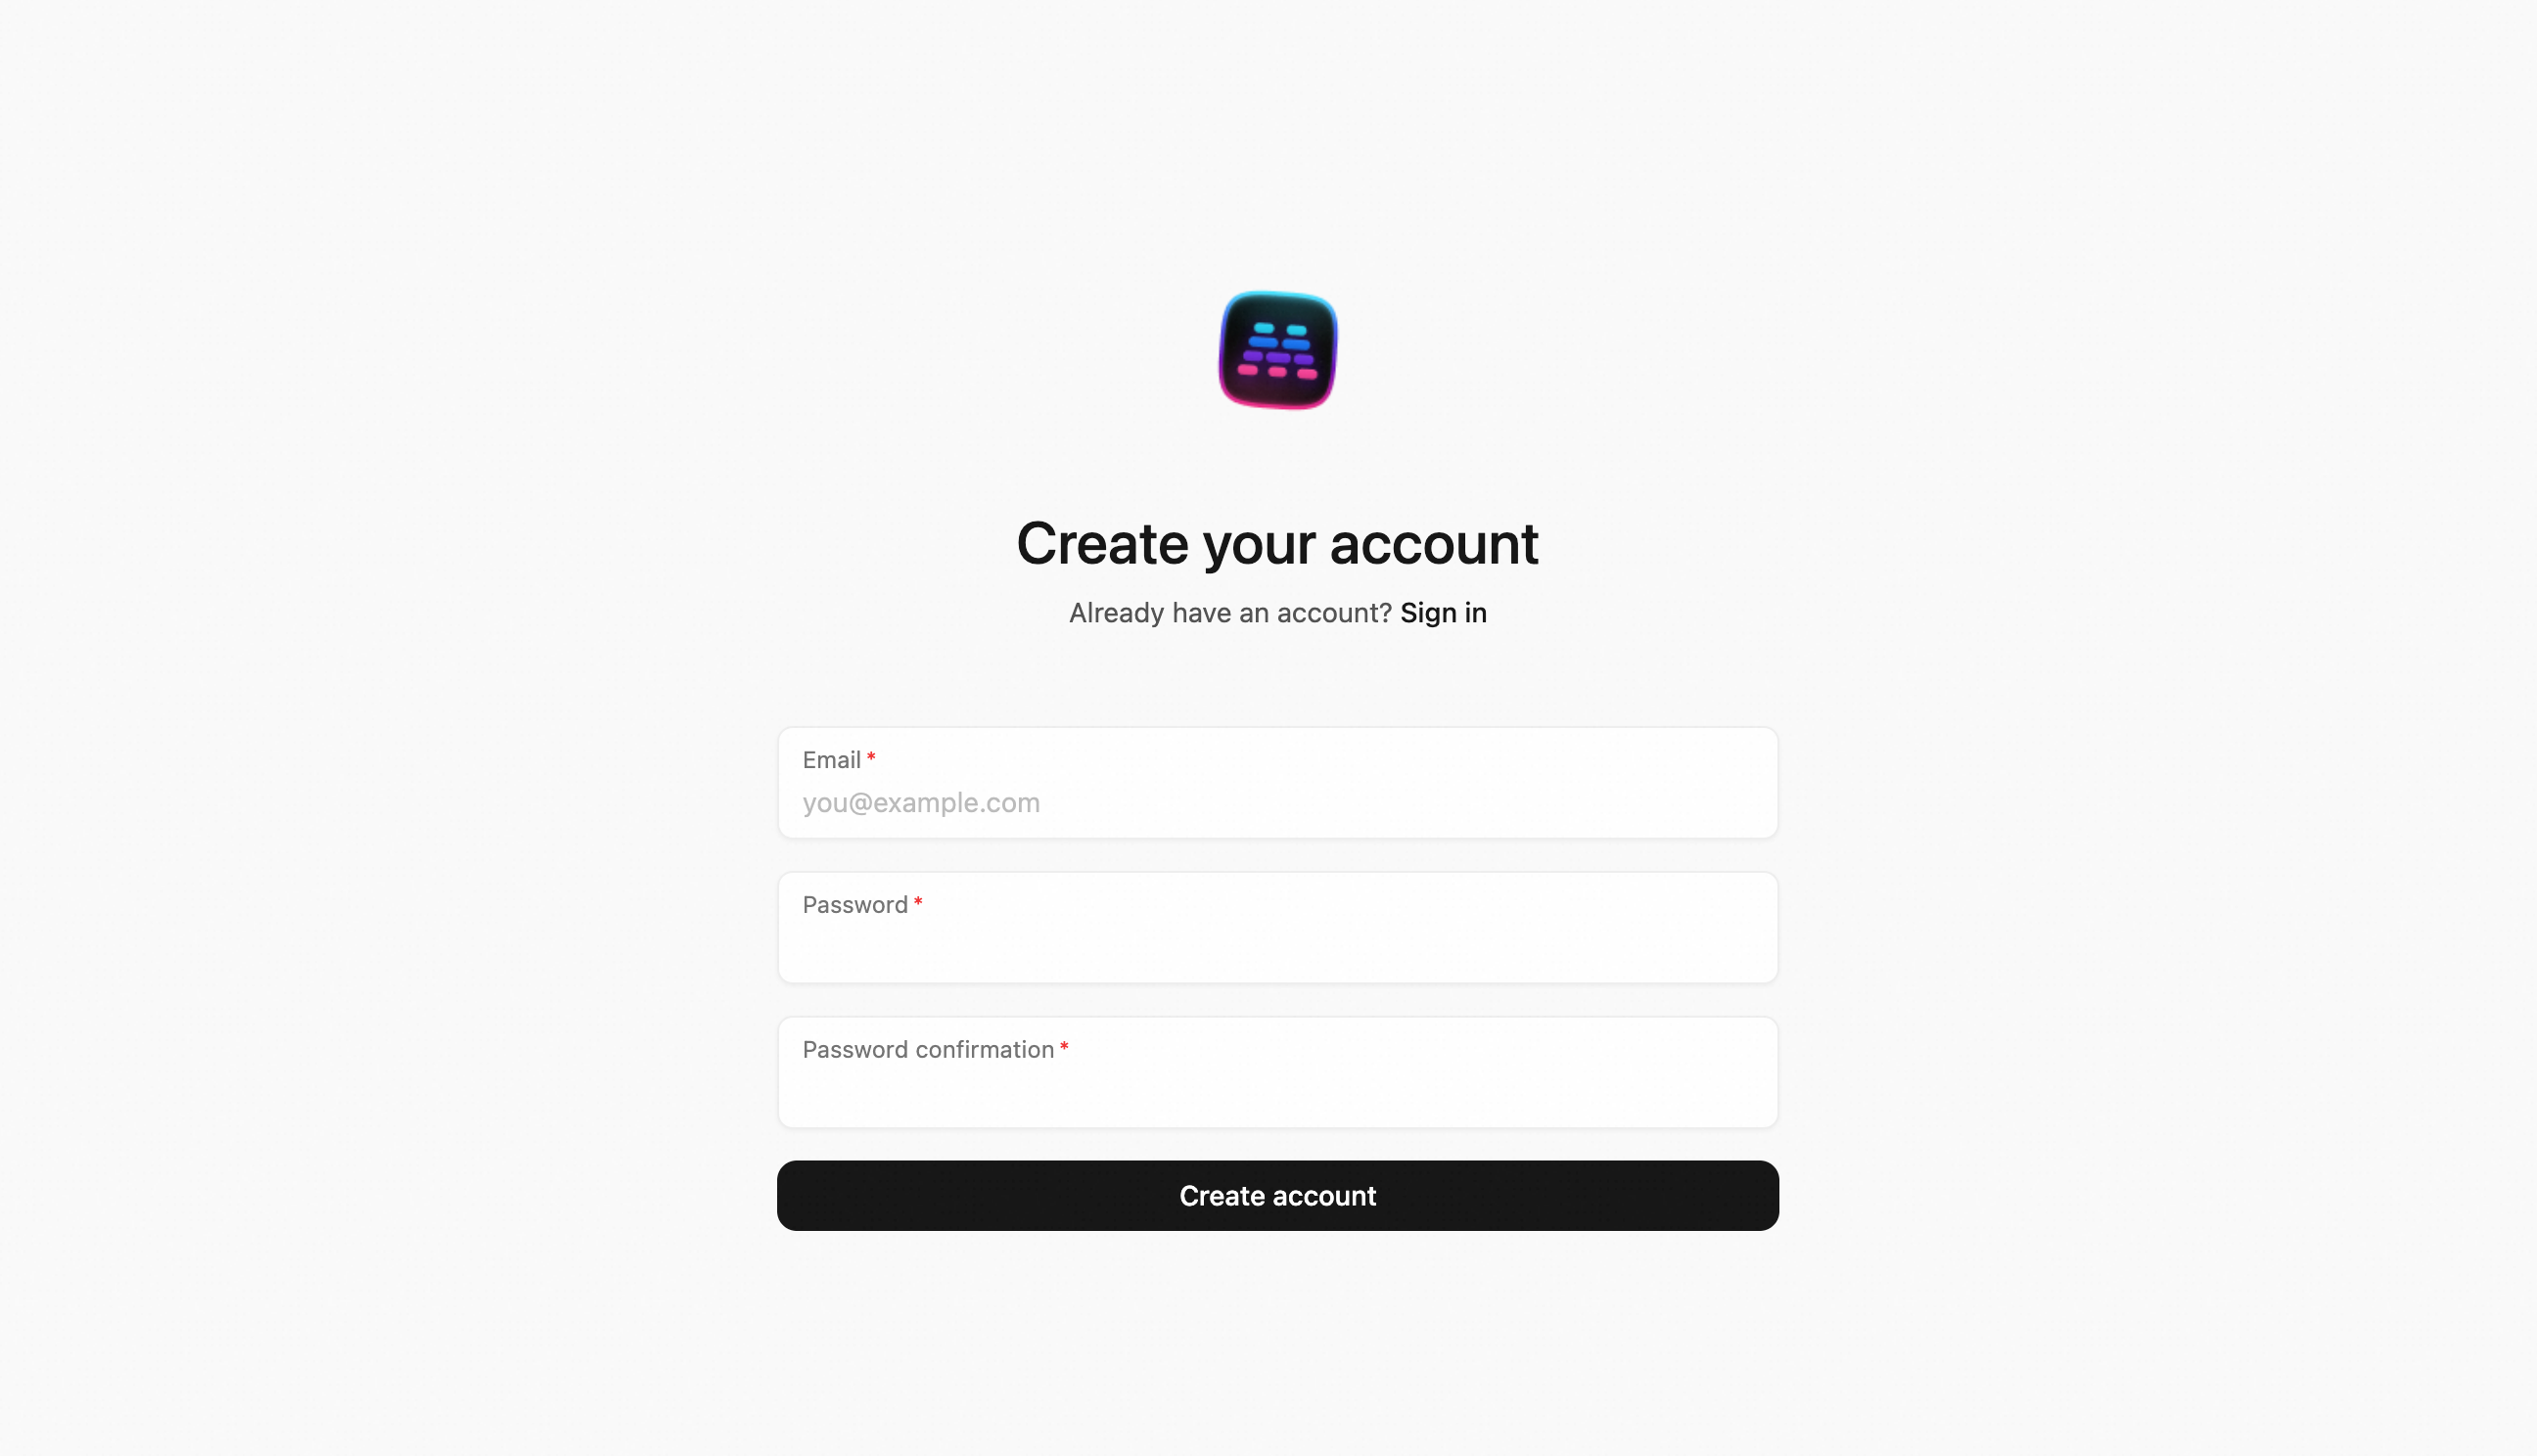 Create your account
Already have an account? Sign in
Email *
you@example.com
Password *
Password confirmation *
Create account